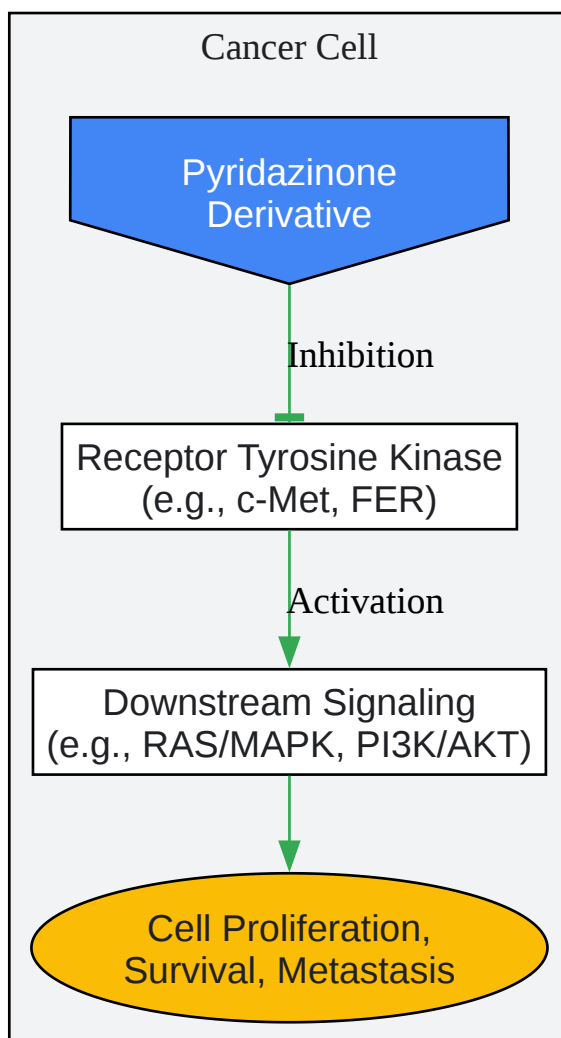 Cancer Cell
Pyridazinone
Derivative
Inhibition
Receptor Tyrosine Kinase
(e.g., c-Met, FER)
Activation
Downstream Signaling
(e.g., RAS/MAPK, PI3K/AKT)
Cell Proliferation,
Survival, Metastasis